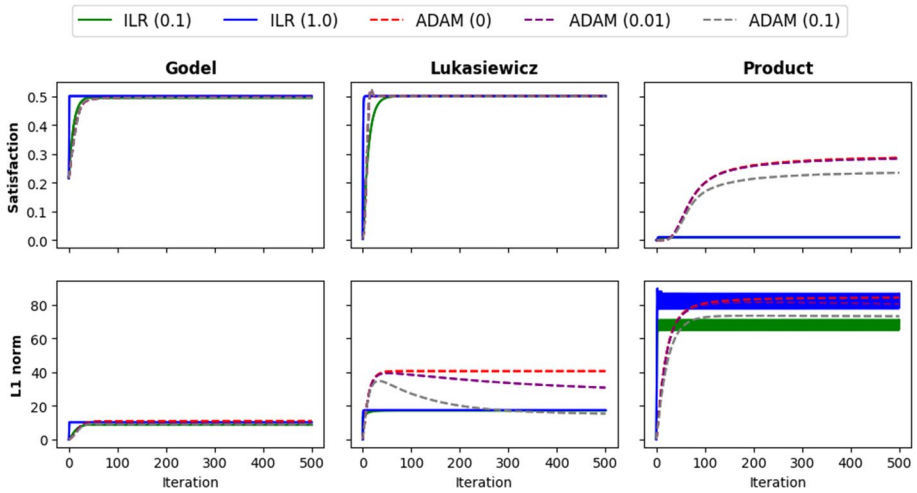 ILR (0.1) ILR (1.0) ADAM (0) ADAM (0.01) ADAM (0.1)
Godel Lukasiewicz Product
Satisfaction
0.5
0.4
0.3
0.2
0.1
0.0
L1 norm
80
60
40
20
0
0 100 200 300 400 500 0 100 200 300 400 500 0 100 200 300 400 500
Iteration Iteration Iteration